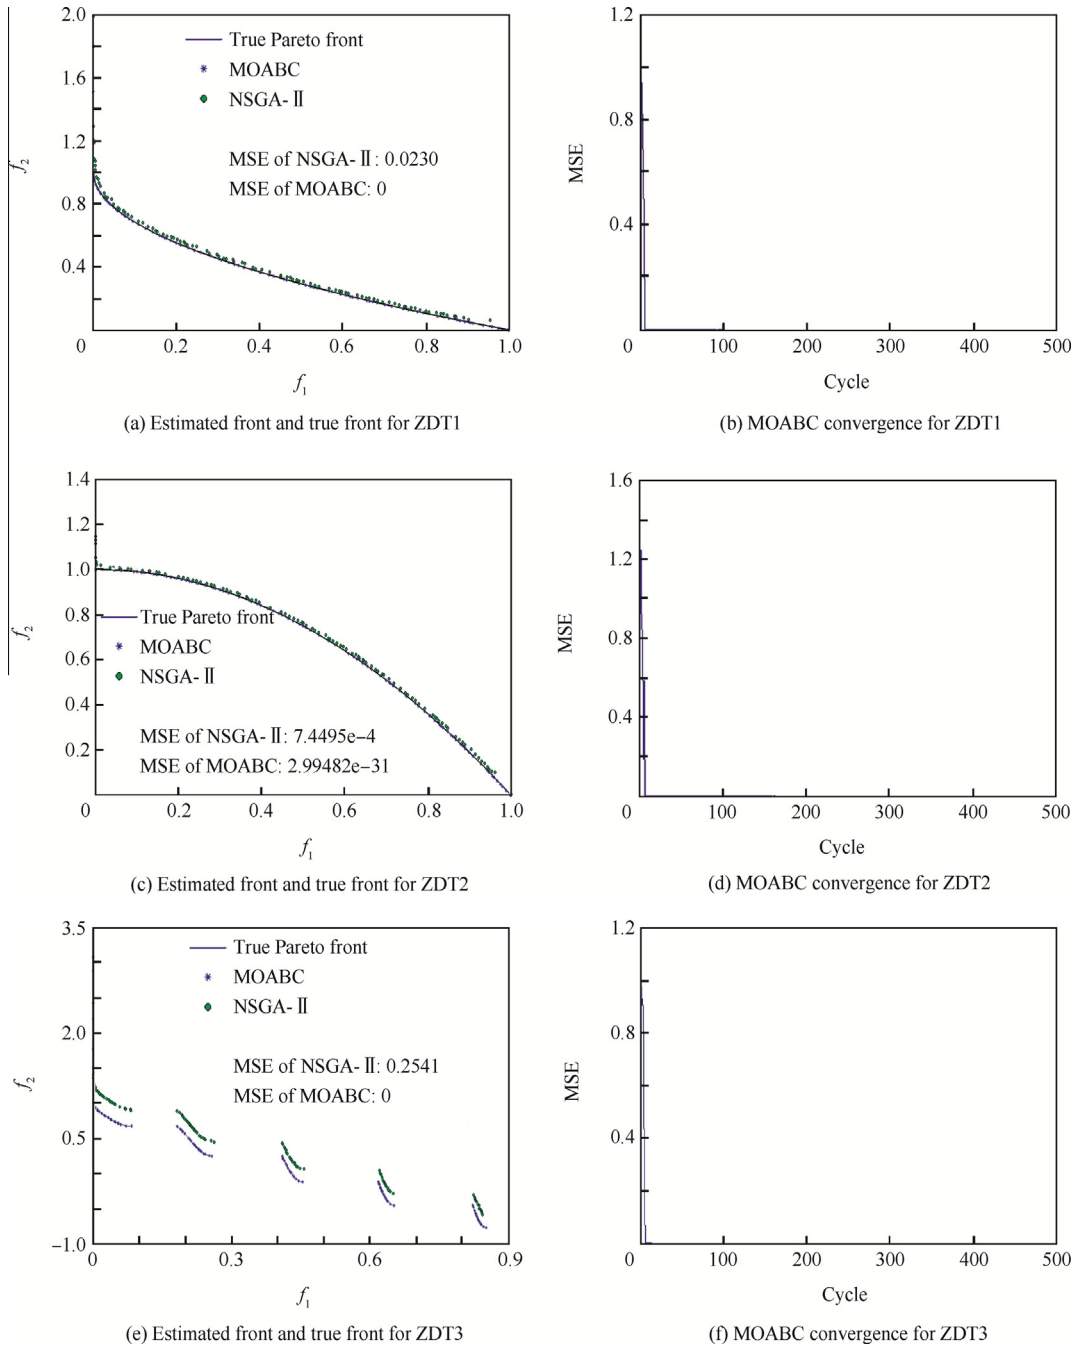 2.0
1.6
1.2
0.8
0.4
0
0.2
0.4
0.6
0.8
1.0
f2
f1
True Pareto front
MOABC
NSGA-Ⅱ
MSE of NSGA-Ⅱ: 0.0230
MSE of MOABC: 0
(a) Estimated front and true front for ZDT1
1.2
0.8
0.4
0
100
200
300
400
500
MSE
Cycle
(b) MOABC convergence for ZDT1
1.4
1.2
1.0
0.8
0.6
0.4
0.2
0
0.2
0.4
0.6
0.8
1.0
f2
f1
True Pareto front
MOABC
NSGA-Ⅱ
MSE of NSGA-Ⅱ: 7.4495e−4
MSE of MOABC: 2.99482e−31
(c) Estimated front and true front for ZDT2
1.6
1.2
0.8
0.4
0
100
200
300
400
500
MSE
Cycle
(d) MOABC convergence for ZDT2
3.5
2.0
0.5
−1.0
0
0.3
0.6
0.9
f2
f1
True Pareto front
MOABC
NSGA-Ⅱ
MSE of NSGA-Ⅱ: 0.2541
MSE of MOABC: 0
(e) Estimated front and true front for ZDT3
1.2
0.8
0.4
0
100
200
300
400
500
MSE
Cycle
(f) MOABC convergence for ZDT3